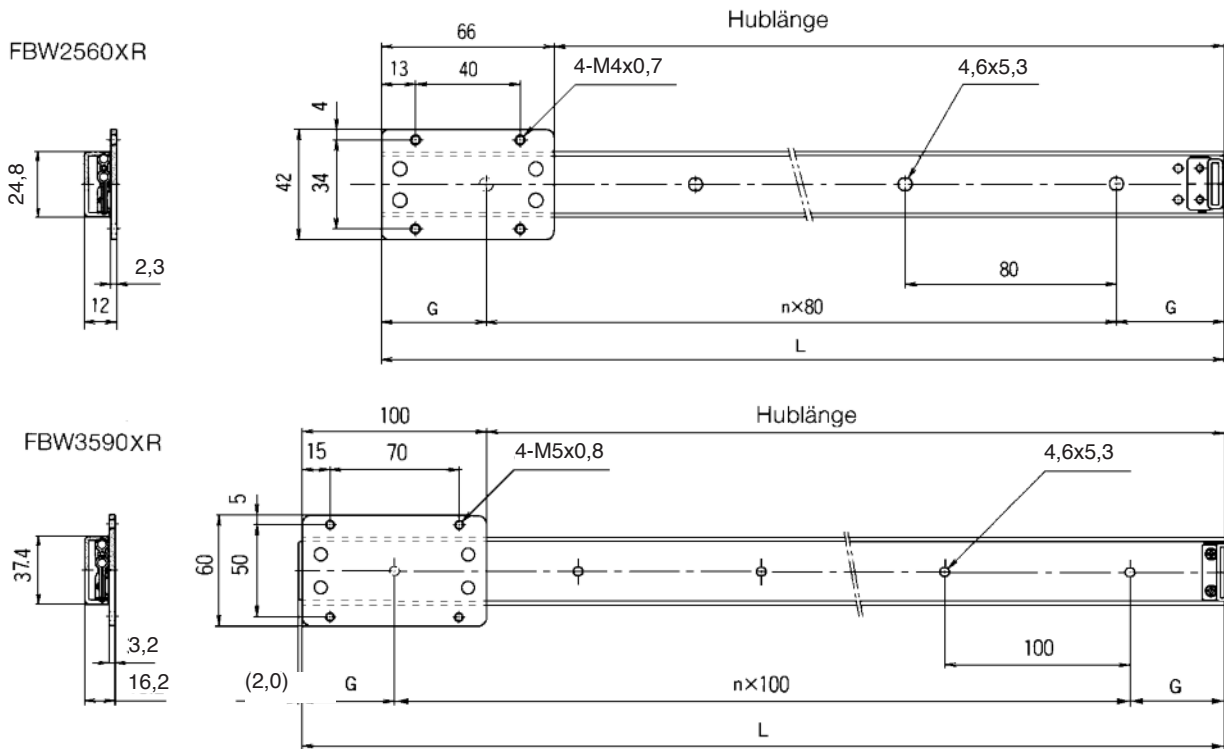 Hublänge
FBW2560XR
66
13
40
4-M4x0,7
4,6x5,3
4
24,8
42
34
2,3
12
80
G
n×80
G
L
Hublänge
100
FBW3590XR
15
70
4-M5x0,8
4,6x5,3
5
37.4
60
50
3,2
16,2
(2,0)
G
100
n×100
G
L